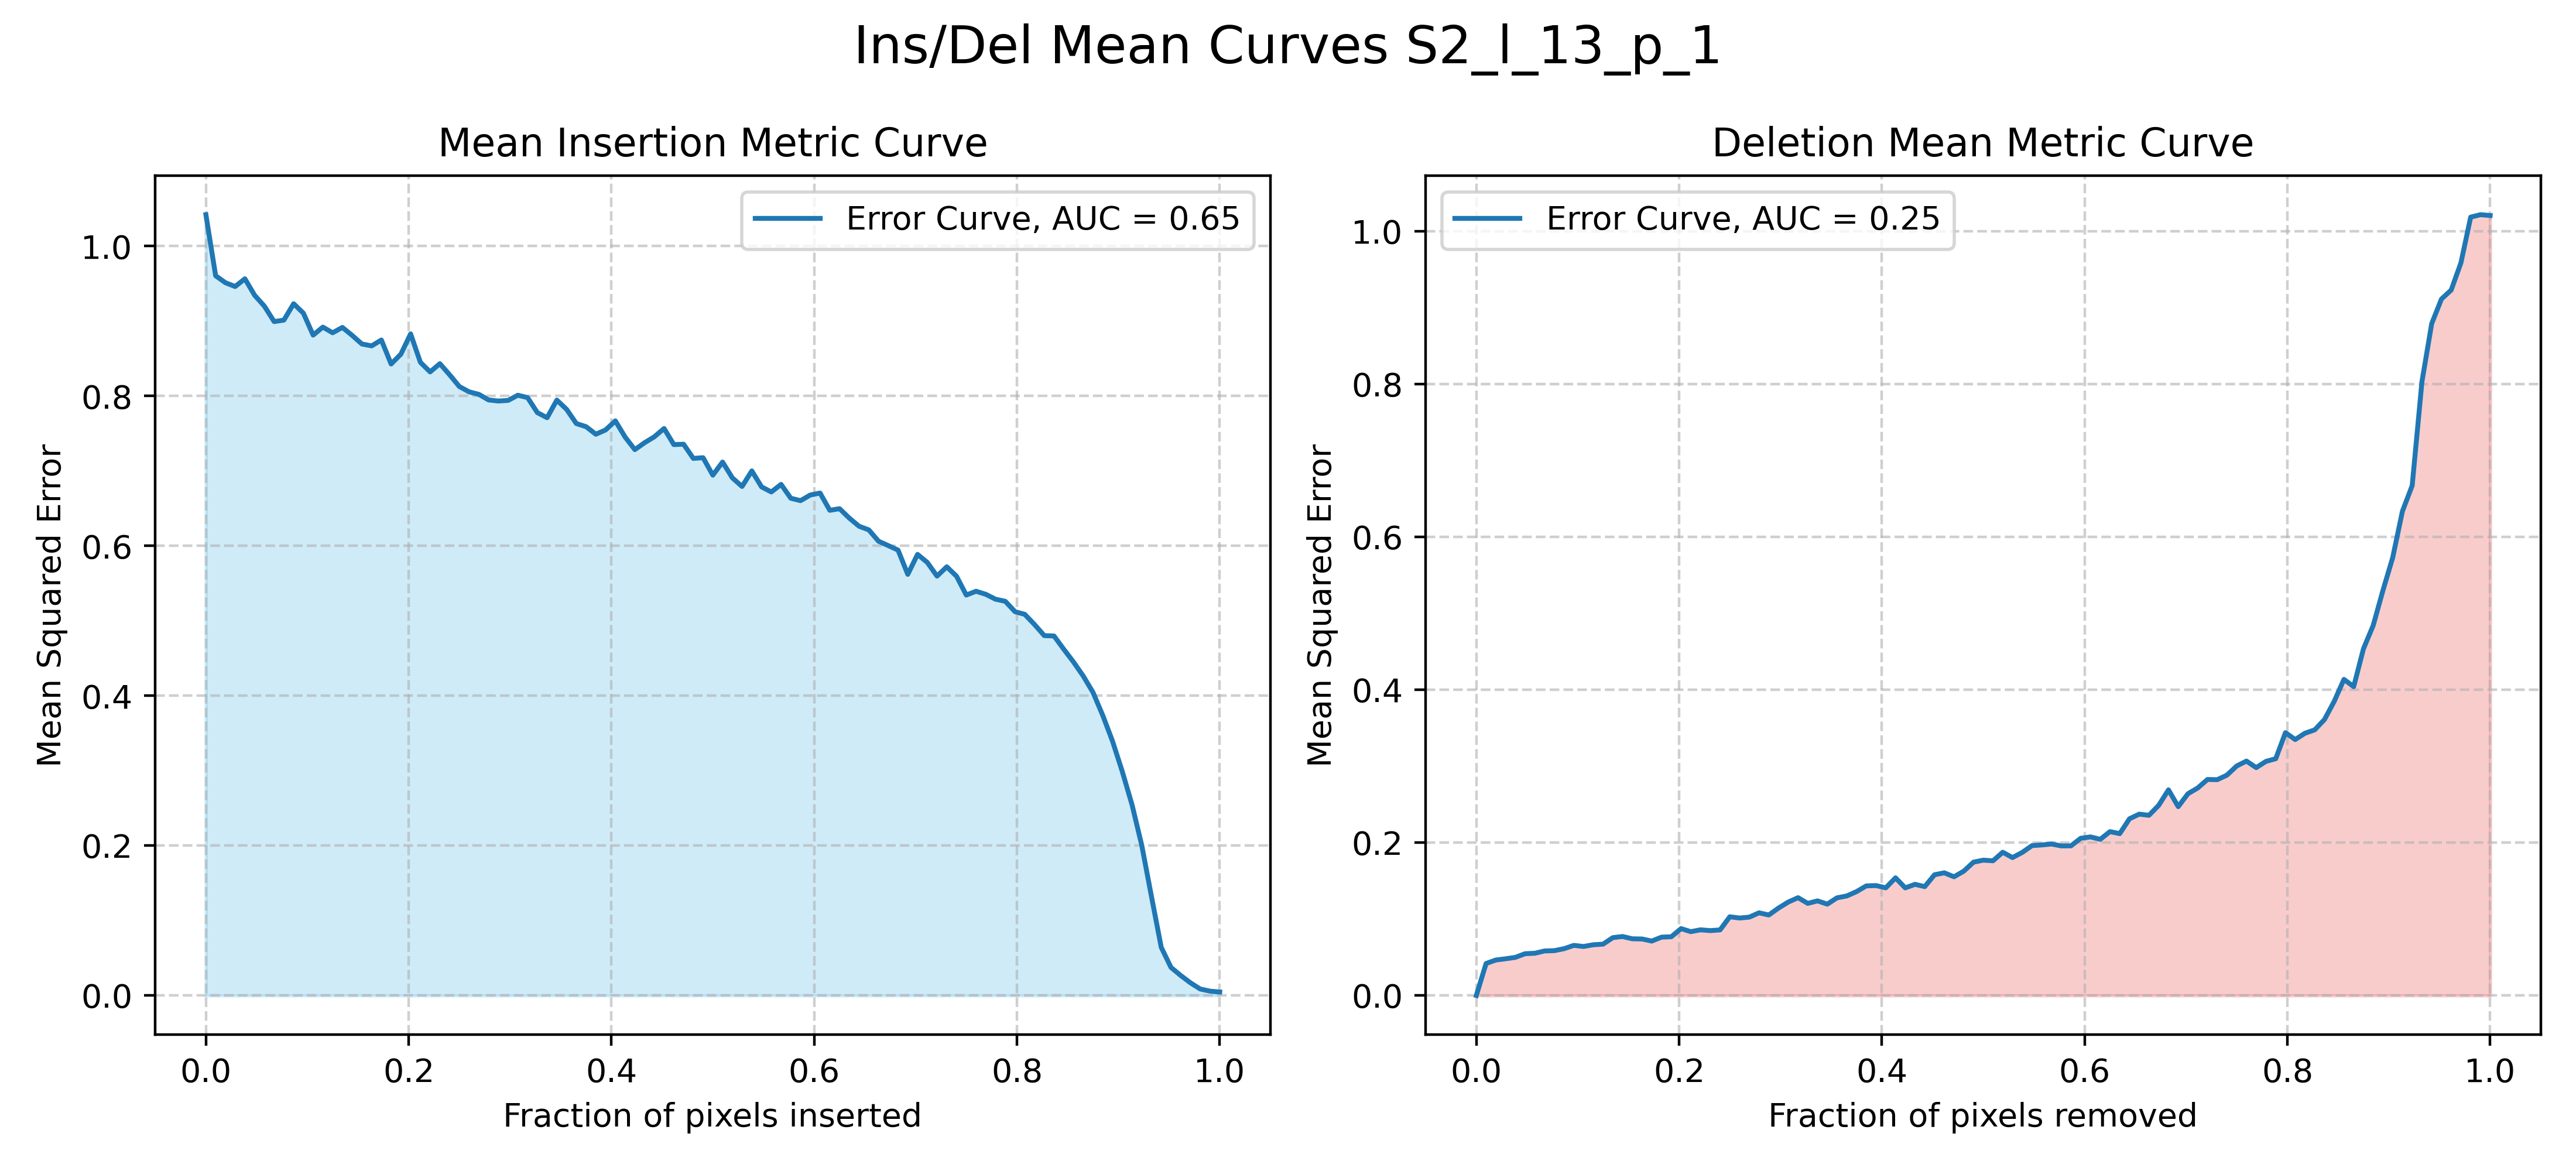 Ins/Del Mean Curves S2_l_13_p_1
Mean Insertion Metric Curve
Error Curve, AUC = 0.65
Mean Squared Error
1.0
0.8
0.6
0.4
0.2
0.0
0.0 0.2 0.4 0.6 0.8 1.0
Fraction of pixels inserted
Deletion Mean Metric Curve
Error Curve, AUC = 0.25
Mean Squared Error
1.0
0.8
0.6
0.4
0.2
0.0
0.0 0.2 0.4 0.6 0.8 1.0
Fraction of pixels removed